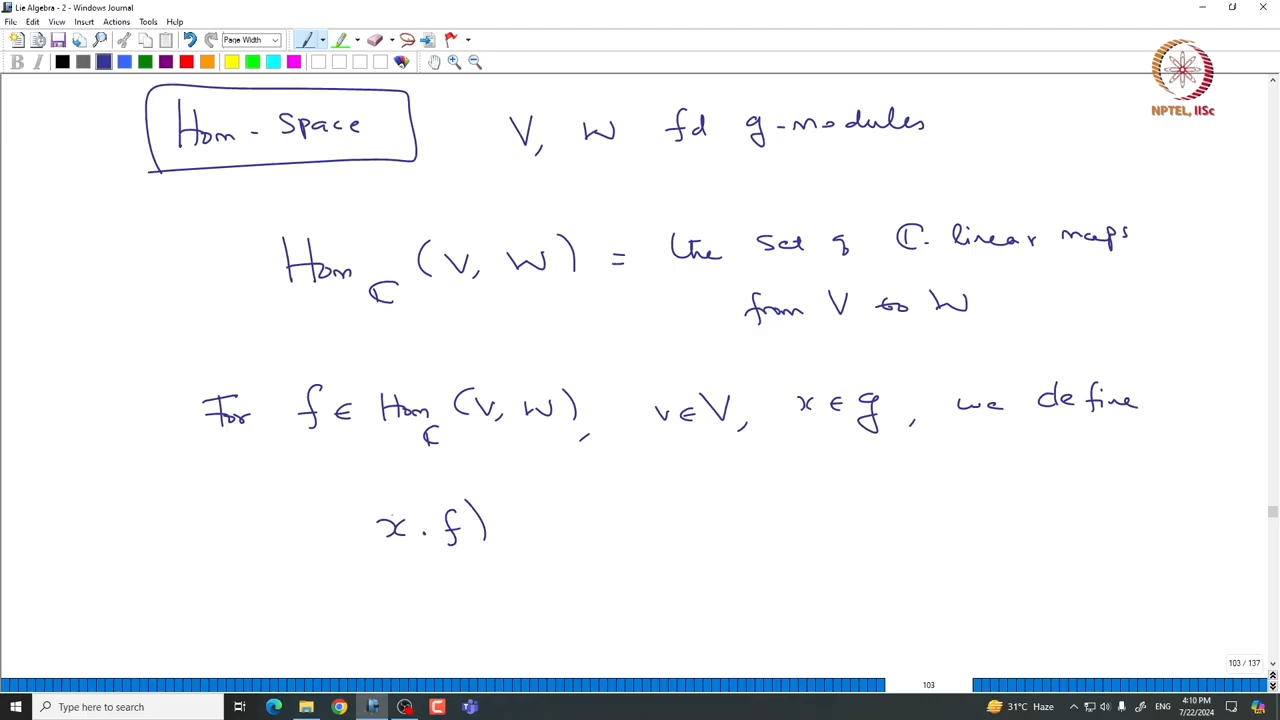 Lie Algebra - 2 - Windows Journal
File Edit View Insert Actions Tools Help
Page Width
B I
NPTEL, IISc
Hom - Space V, W fd g-modules
Hom_ℂ (V, W) = the set of ℂ. linear maps
from V to W
For f ∈ Hom_ℂ (V, W), v ∈ V, x ∈ g, we define
x . f)
103 / 137
103
Type here to search
31°C Haze
4:10 PM
7/22/2024